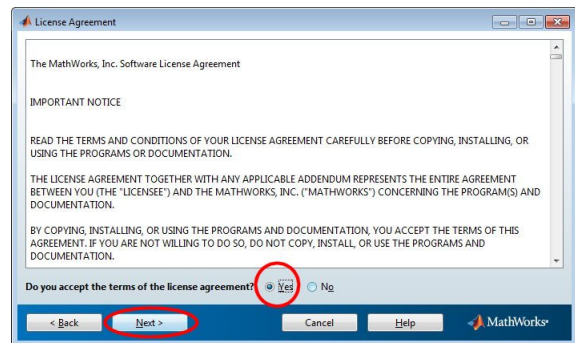 License Agreement
The MathWorks, Inc. Software License Agreement
IMPORTANT NOTICE
READ THE TERMS AND CONDITIONS OF YOUR LICENSE AGREEMENT CAREFULLY BEFORE COPYING, INSTALLING, OR
USING THE PROGRAMS OR DOCUMENTATION.
THE LICENSE AGREEMENT TOGETHER WITH ANY APPLICABLE ADDENDUM REPRESENTS THE ENTIRE AGREEMENT
BETWEEN YOU (THE "LICENSEE") AND THE MATHWORKS, INC. ("MATHWORKS") CONCERNING THE PROGRAM(S) AND
DOCUMENTATION.
BY COPYING, INSTALLING, OR USING THE PROGRAMS AND DOCUMENTATION, YOU ACCEPT THE TERMS OF THIS
AGREEMENT. IF YOU ARE NOT WILLING TO DO SO, DO NOT COPY, INSTALL, OR USE THE PROGRAMS AND
DOCUMENTATION.
Do you accept the terms of the license agreement? Yes No
< Back Next > Cancel Help MathWorks®